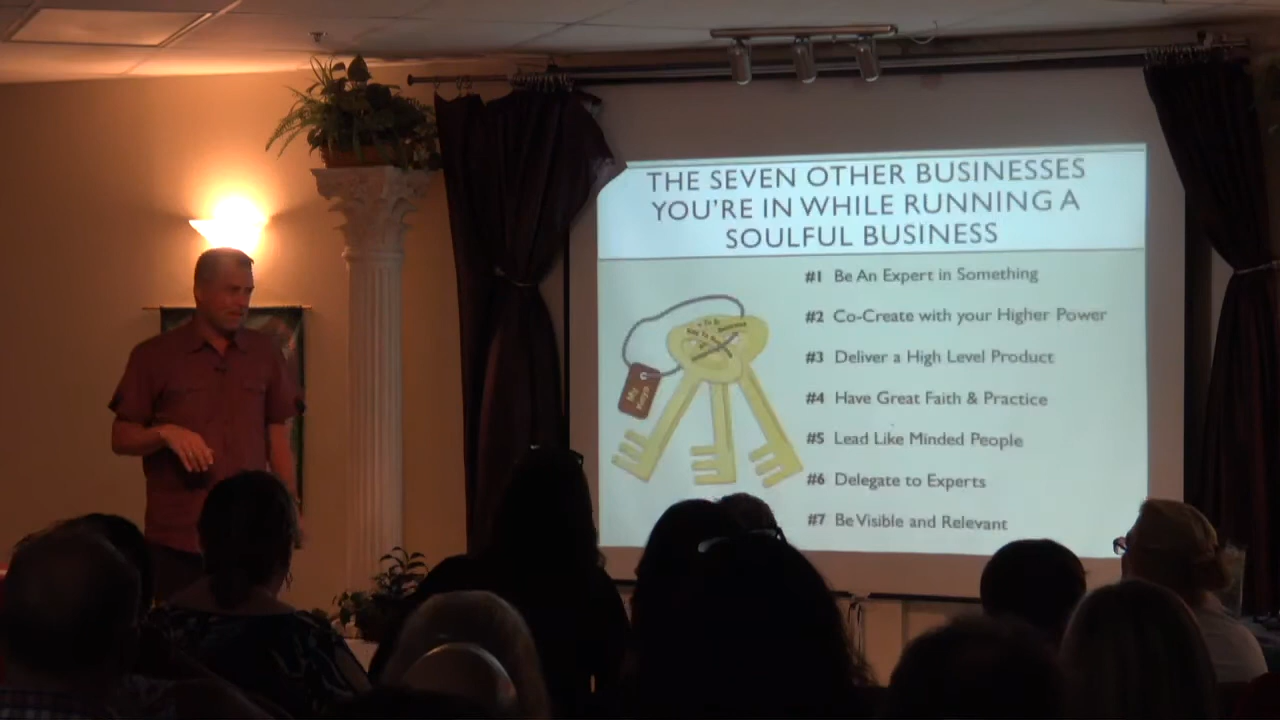 THE SEVEN OTHER BUSINESSES
YOU'RE IN WHILE RUNNING A
SOULFUL BUSINESS
#1 Be An Expert in Something
#2 Co-Create with your Higher Power
#3 Deliver a High Level Product
#4 Have Great Faith & Practice
#5 Lead Like Minded People
#6 Delegate to Experts
#7 Be Visible and Relevant
My
Keys